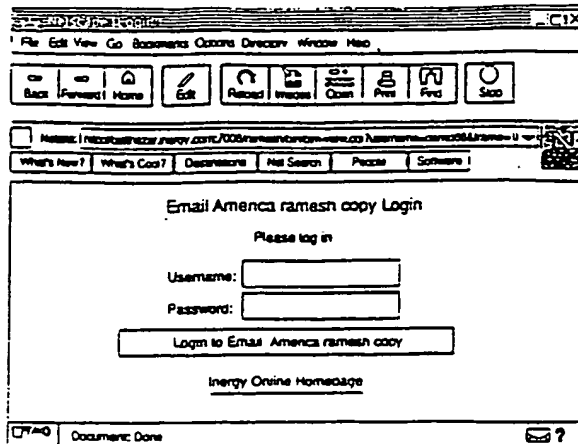 File Edit View Go Bookmarks Options Directory Window Help
Back Forward Home Edit Reload Images Open Print Find Stop
What's New? What's Cool? Destinations Net Search People Software
Email America ramesh copy Login
Please log in
Username:
Password:
Login to Email America ramesh copy
Inergy Online Homepage
Document: Done
?